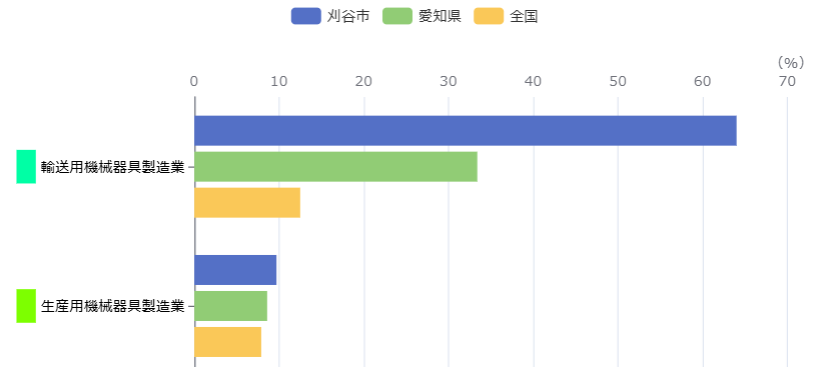 刈谷市 愛知県 全国
（%）
0 10 20 30 40 50 60 70
輸送用機械器具製造業
生産用機械器具製造業